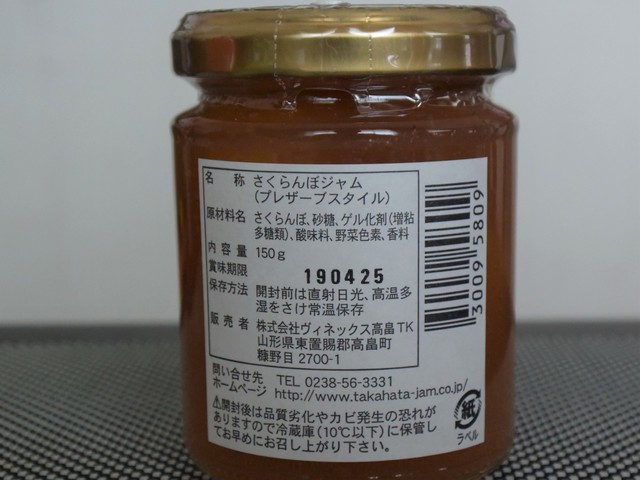 名称 さくらんぼジャム
(プレザーブスタイル)
原材料名 さくらんぼ、砂糖、ゲル化剤(増粘
多糖類)、酸味料、野菜色素、香料
内容量 150g
賞味期限 190425
保存方法 開封前は直射日光、高温多
湿をさけ常温保存
販売者 株式会社ヴィネックス高畠TK
山形県東置賜郡高畠町
糠野目2700-1
問い合せ先 TEL 0238-56-3331
ホームページ http://www.takahata-jam.co.jp/
⚠開封後は品質劣化やカビ発生の恐れが
ありますので冷蔵庫(10℃以下)に保管し
てお早めにお召し上がり下さい。
3009 5809
紙
ラベル